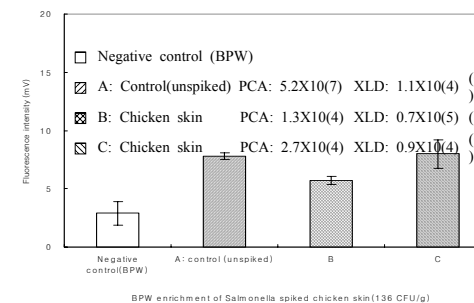 20
15
10
5
0
Fluorescence intensity (mV)
Negative control (BPW)
A: Control(unspiked) PCA: 5.2X10(7) XLD: 1.1X10(4) (
)
B: Chicken skin PCA: 1.3X10(4) XLD: 0.7X10(5) (
C: Chicken skin PCA: 2.7X10(4) XLD: 0.9X10(4) (
)
Negative control(BPW)
A: control (unspiked)
B
C
BPW enrichment of Salmonella spiked chicken skin(136 CFU/g)